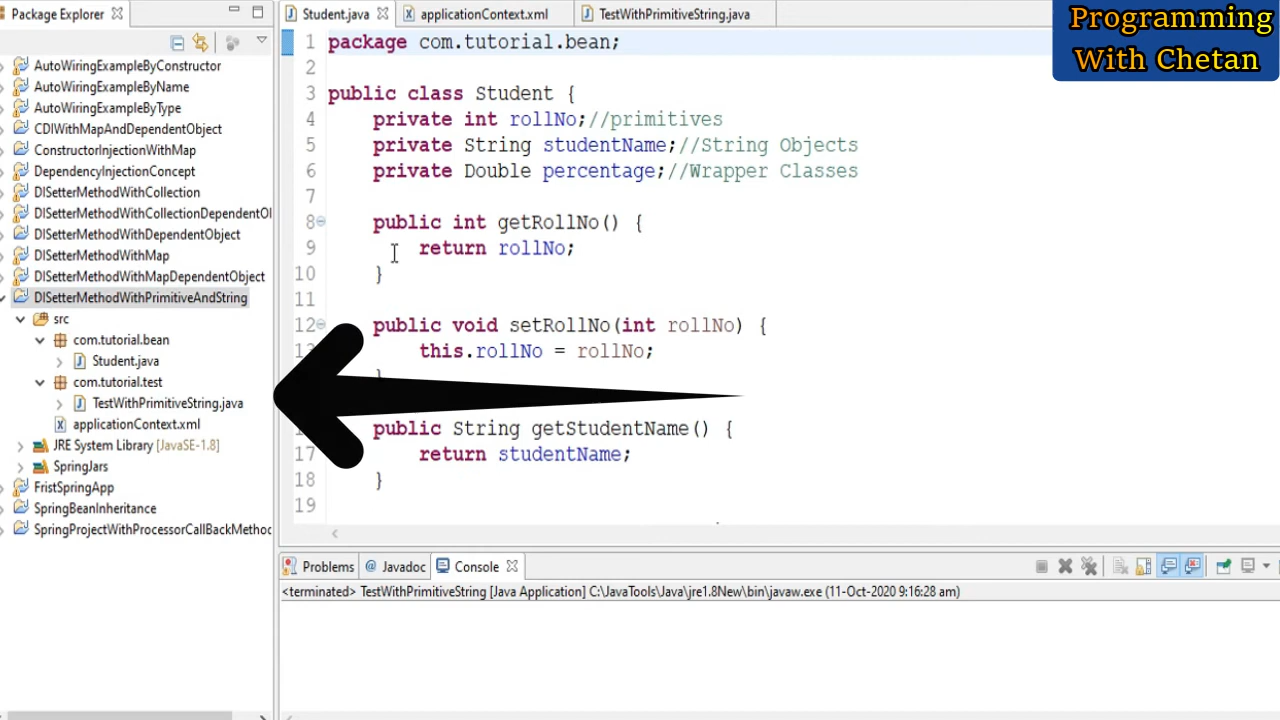 Package Explorer
AutoWiringExampleByConstructor
AutoWiringExampleByName
AutoWiringExampleByType
CDIWithMapAndDependentObject
ConstructorInjectionWithMap
DependencyInjectionConcept
DISetterMethodWithCollection
DISetterMethodWithCollectionDependentOl
DISetterMethodWithDependentObject
DISetterMethodWithMap
DISetterMethodWithMapDependentObject
DISetterMethodWithPrimitiveAndString
src
com.tutorial.bean
Student.java
com.tutorial.test
TestWithPrimitiveString.java
applicationContext.xml
JRE System Library [JavaSE-1.8]
SpringJars
FristSpringApp
SpringBeanInheritance
SpringProjectWithProcessorCallBackMethoc
Student.java applicationContext.xml TestWithPrimitiveString.java
1 package com.tutorial.bean;
2
3 public class Student {
4 private int rollNo;//primitives
5 private String studentName;//String Objects
6 private Double percentage;//Wrapper Classes
7
8 public int getRollNo() {
9 return rollNo;
10 }
11
12 public void setRollNo(int rollNo) {
this.rollNo = rollNo;
}
public String getStudentName() {
17 return studentName;
18 }
19
Programming
With Chetan
Problems @ Javadoc Console
<terminated> TestWithPrimitiveString [Java Application] C:\JavaTools\Java\jre1.8New\bin\javaw.exe (11-Oct-2020 9:16:28 am)